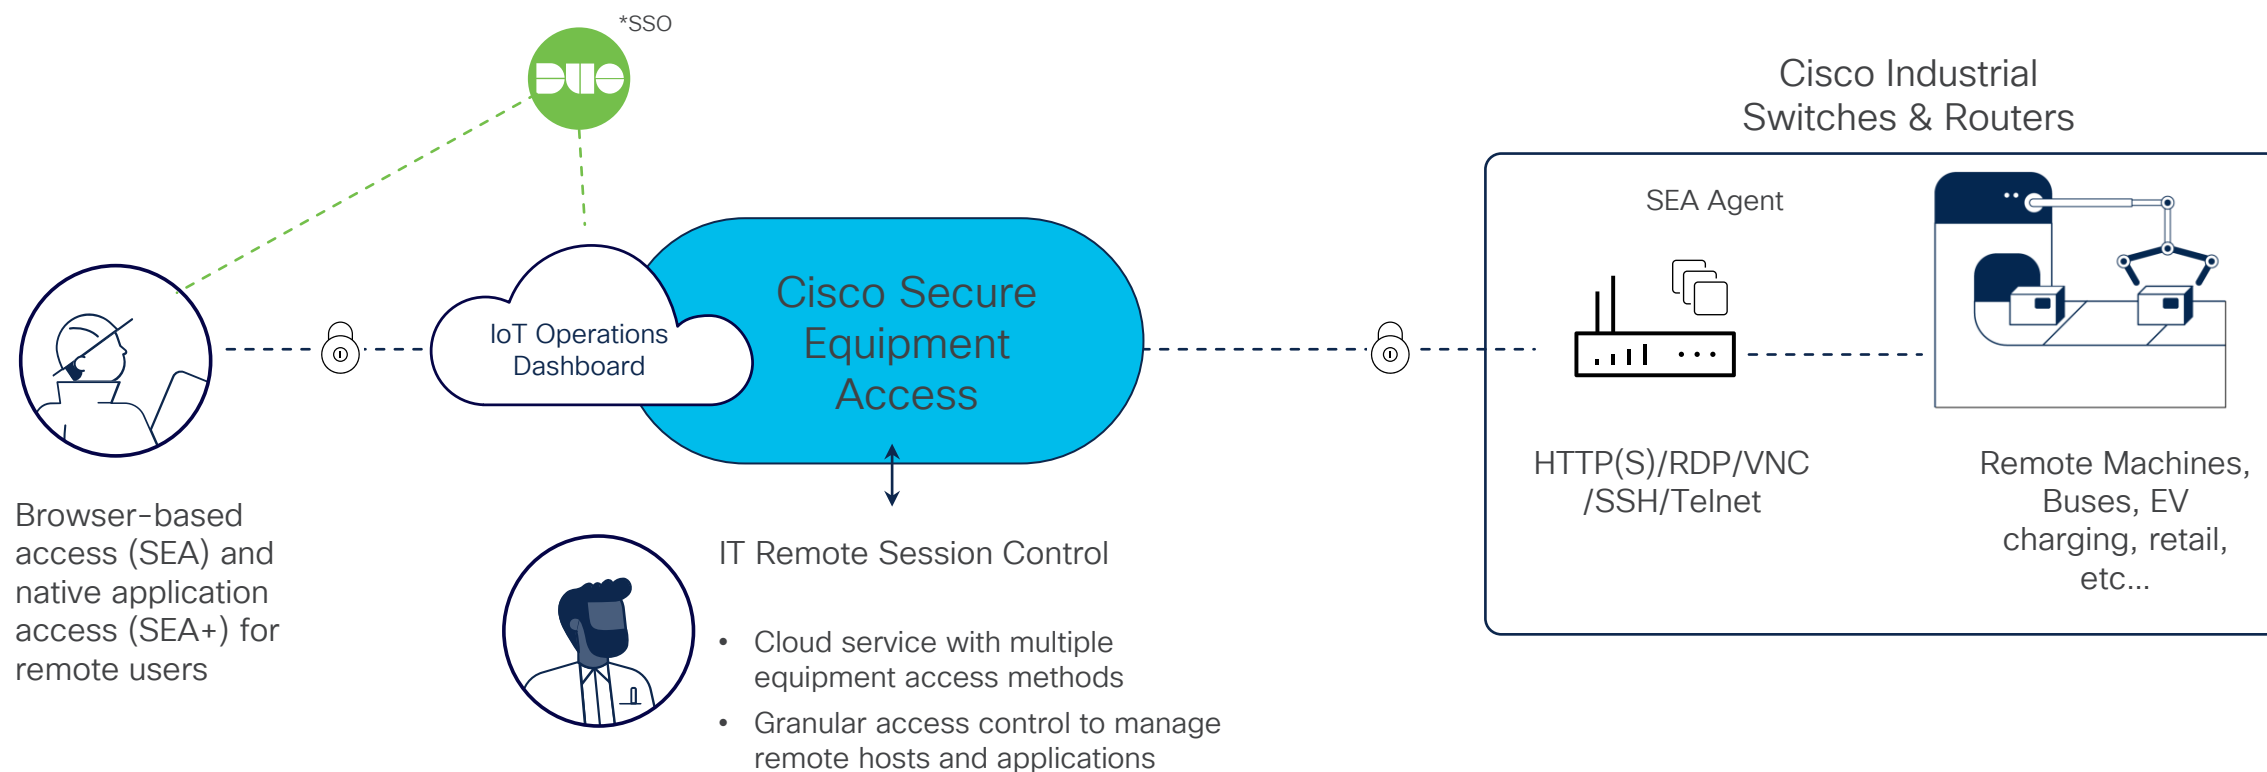 *SSO
DUO
Cisco Industrial
Switches & Routers
SEA Agent
Cisco Secure
Equipment
Access
IoT Operations
Dashboard
HTTP(S)/RDP/VNC
/SSH/Telnet
Remote Machines,
Buses, EV
charging, retail,
etc...
Browser-based
access (SEA) and
native application
access (SEA+) for
remote users
IT Remote Session Control
• Cloud service with multiple
equipment access methods
• Granular access control to manage
remote hosts and applications